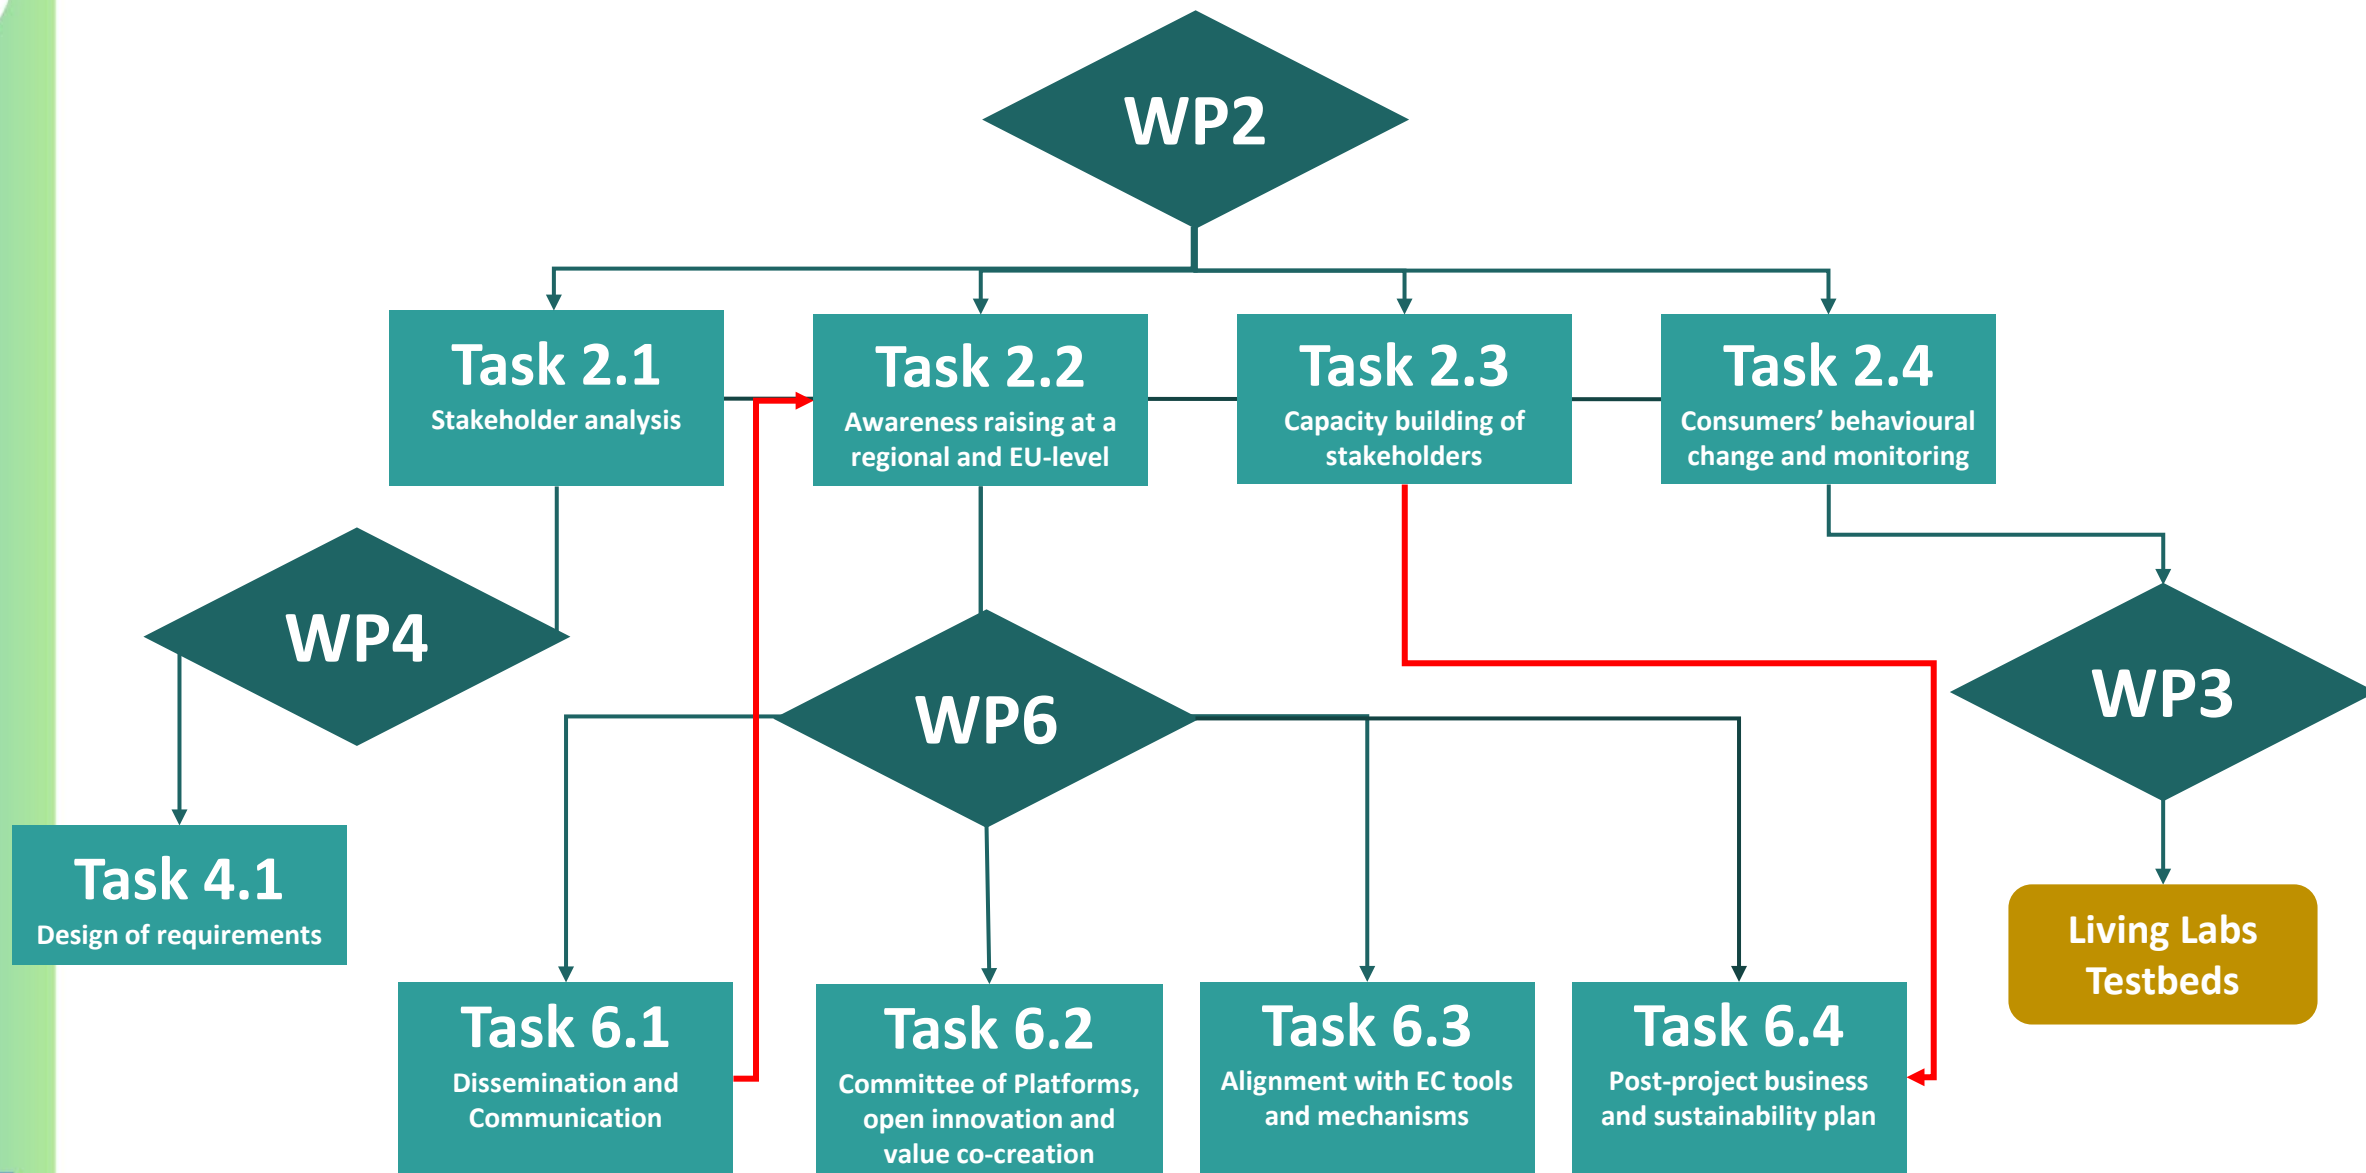 WP2
Task 2.1
Stakeholder analysis
Task 2.2
Awareness raising at a
regional and EU-level
Task 2.3
Capacity building of
stakeholders
Task 2.4
Consumers’ behavioural
change and monitoring
WP4
WP6
WP3
Task 4.1
Design of requirements
Living Labs
Testbeds
Task 6.1
Dissemination and
Communication
Task 6.2
Committee of Platforms,
open innovation and
value co-creation
Task 6.3
Alignment with EC tools
and mechanisms
Task 6.4
Post-project business
and sustainability plan